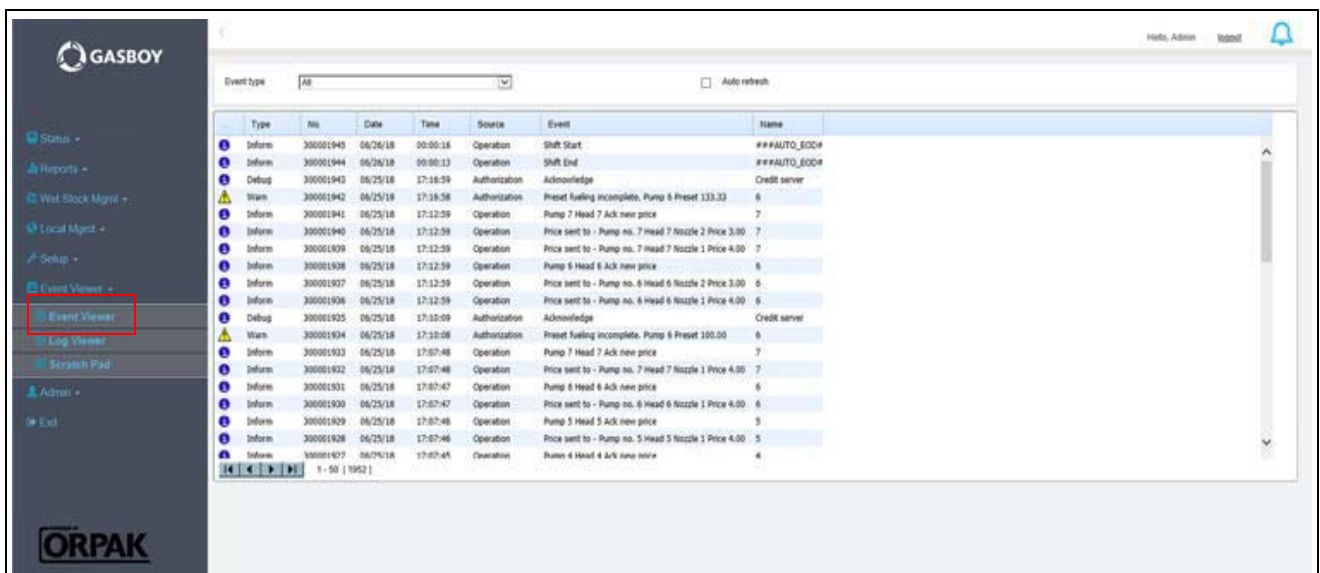 GASBOY
Hello, Admin logout
Event type All Auto refresh
Status
Reports
Wet Stock Mgmt
Local Mgmt
Setup
Event Viewer
Event Viewer
Log Viewer
Scratch Pad
Admin
Exit
ORPAK
... Type No. Date Time Source Event Name
Inform 300001945 06/26/18 00:00:16 Operation Shift Start ###AUTO_EOD#
Inform 300001944 06/26/18 00:00:13 Operation Shift End ###AUTO_EOD#
Debug 300001943 06/25/18 17:16:59 Authorization Acknowledge Credit server
Warn 300001942 06/25/18 17:16:58 Authorization Preset fueling incomplete. Pump 6 Preset 133.33 6
Inform 300001941 06/25/18 17:12:59 Operation Pump 7 Head 7 Ack new price 7
Inform 300001940 06/25/18 17:12:59 Operation Price sent to - Pump no. 7 Head 7 Nozzle 2 Price 3.00 7
Inform 300001939 06/25/18 17:12:59 Operation Price sent to - Pump no. 7 Head 7 Nozzle 1 Price 4.00 7
Inform 300001938 06/25/18 17:12:59 Operation Pump 6 Head 6 Ack new price 6
Inform 300001937 06/25/18 17:12:59 Operation Price sent to - Pump no. 6 Head 6 Nozzle 2 Price 3.00 6
Inform 300001936 06/25/18 17:12:59 Operation Price sent to - Pump no. 6 Head 6 Nozzle 1 Price 4.00 6
Debug 300001935 06/25/18 17:10:09 Authorization Acknowledge Credit server
Warn 300001934 06/25/18 17:10:08 Authorization Preset fueling incomplete. Pump 6 Preset 100.00 6
Inform 300001933 06/25/18 17:07:48 Operation Pump 7 Head 7 Ack new price 7
Inform 300001932 06/25/18 17:07:48 Operation Price sent to - Pump no. 7 Head 7 Nozzle 1 Price 4.00 7
Inform 300001931 06/25/18 17:07:47 Operation Pump 6 Head 6 Ack new price 6
Inform 300001930 06/25/18 17:07:47 Operation Price sent to - Pump no. 6 Head 6 Nozzle 1 Price 4.00 6
Inform 300001929 06/25/18 17:07:46 Operation Pump 5 Head 5 Ack new price 5
Inform 300001928 06/25/18 17:07:46 Operation Price sent to - Pump no. 5 Head 5 Nozzle 1 Price 4.00 5
Inform 300001927 06/25/18 17:07:45 Operation Pump 4 Head 4 Ack new price 4
1 - 50 [ 1952 ]